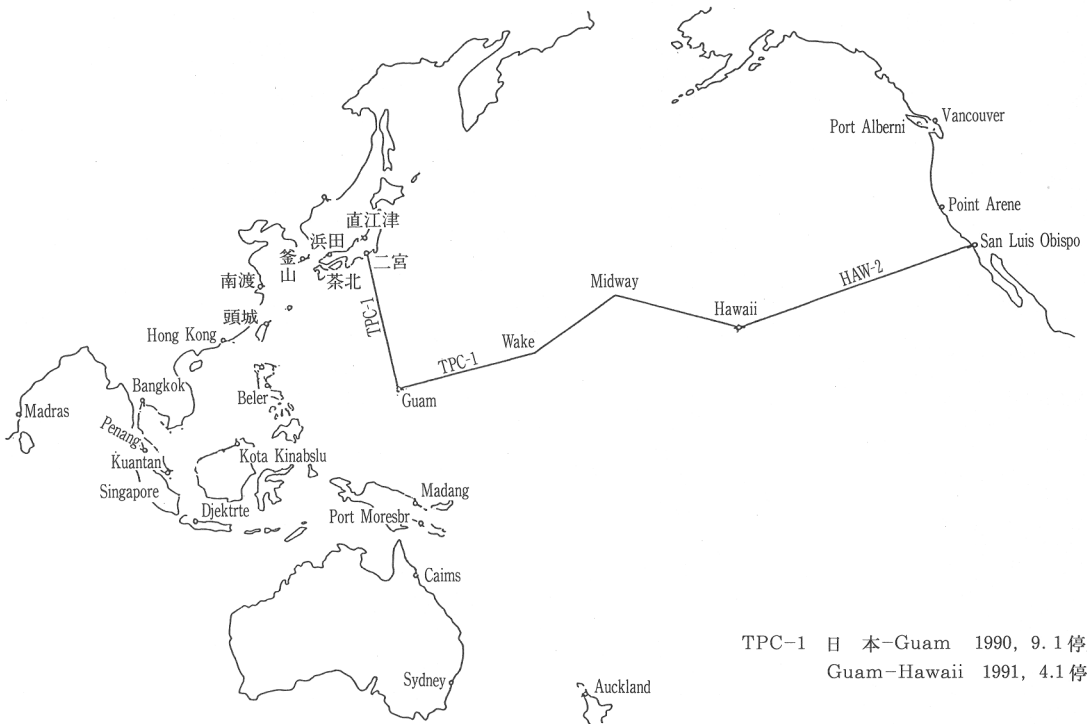 Vancouver
Port Alberni
Point Arene
San Luis Obispo
HAW-2
Midway
Hawaii
Wake
TPC-1
TPC-1
Guam
直江津
浜田
二宮
釜山
茶北
南渡
頭城
Hong Kong
Bangkok
Beler
Madras
Penang
Kuantan
Kota Kinabslu
Singapore
Djektrte
Madang
Port Moresbr
Caims
Sydney
Auckland
TPC-1 日 本-Guam 1990, 9.1停
Guam-Hawaii 1991, 4.1停